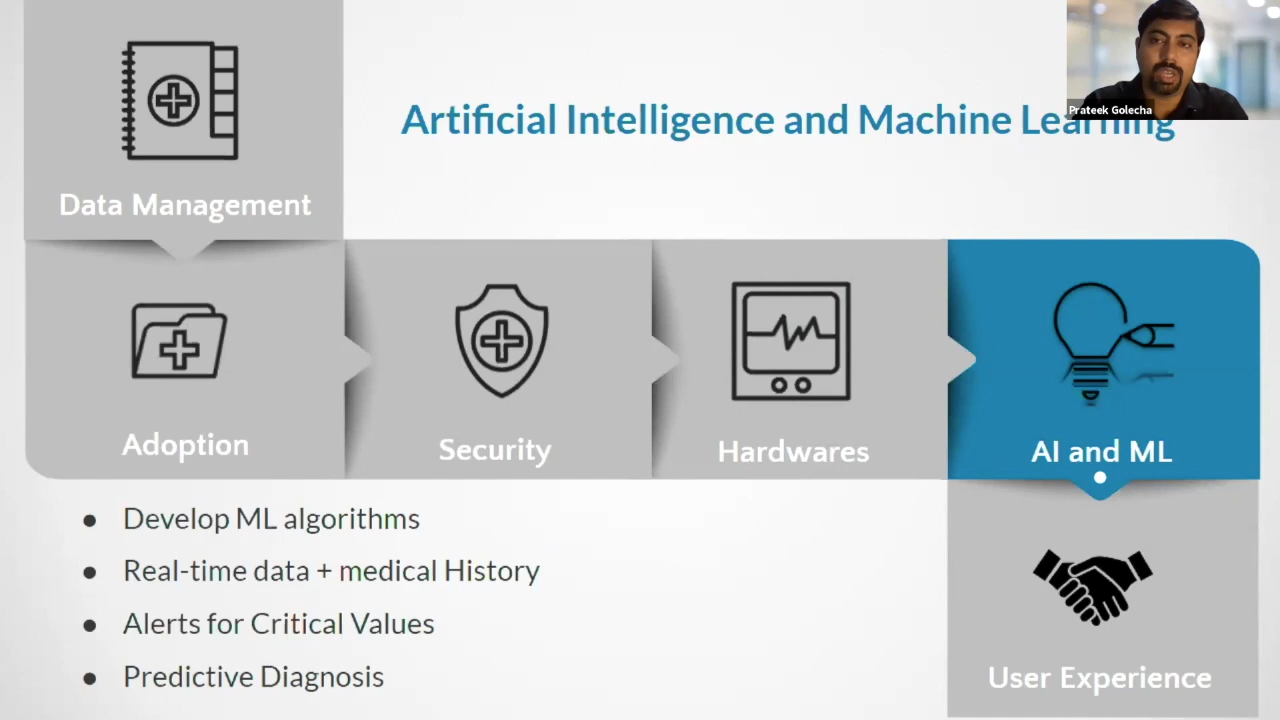 Prateek Golecha
Artificial Intelligence and Machine Learning
Data Management
Adoption
Security
Hardwares
AI and ML
● Develop ML algorithms
● Real-time data + medical History
● Alerts for Critical Values
● Predictive Diagnosis
User Experience